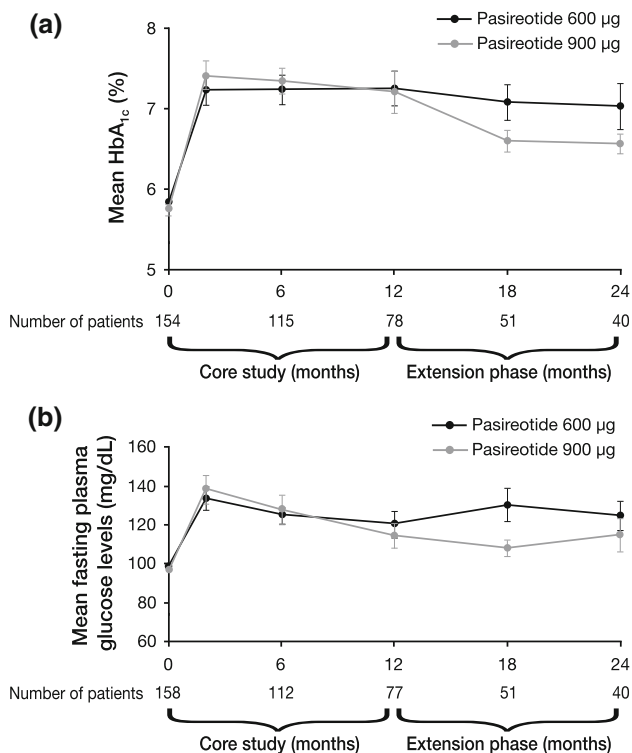 (a)
Pasireotide 600 µg
Pasireotide 900 µg
Mean HbA1c (%)
8
7
6
5
0 6 12 18 24
Number of patients 154 115 78 51 40
Core study (months) Extension phase (months)
(b)
Pasireotide 600 µg
Pasireotide 900 µg
Mean fasting plasma
glucose levels (mg/dL)
160
140
120
100
80
60
0 6 12 18 24
Number of patients 158 112 77 51 40
Core study (months) Extension phase (months)